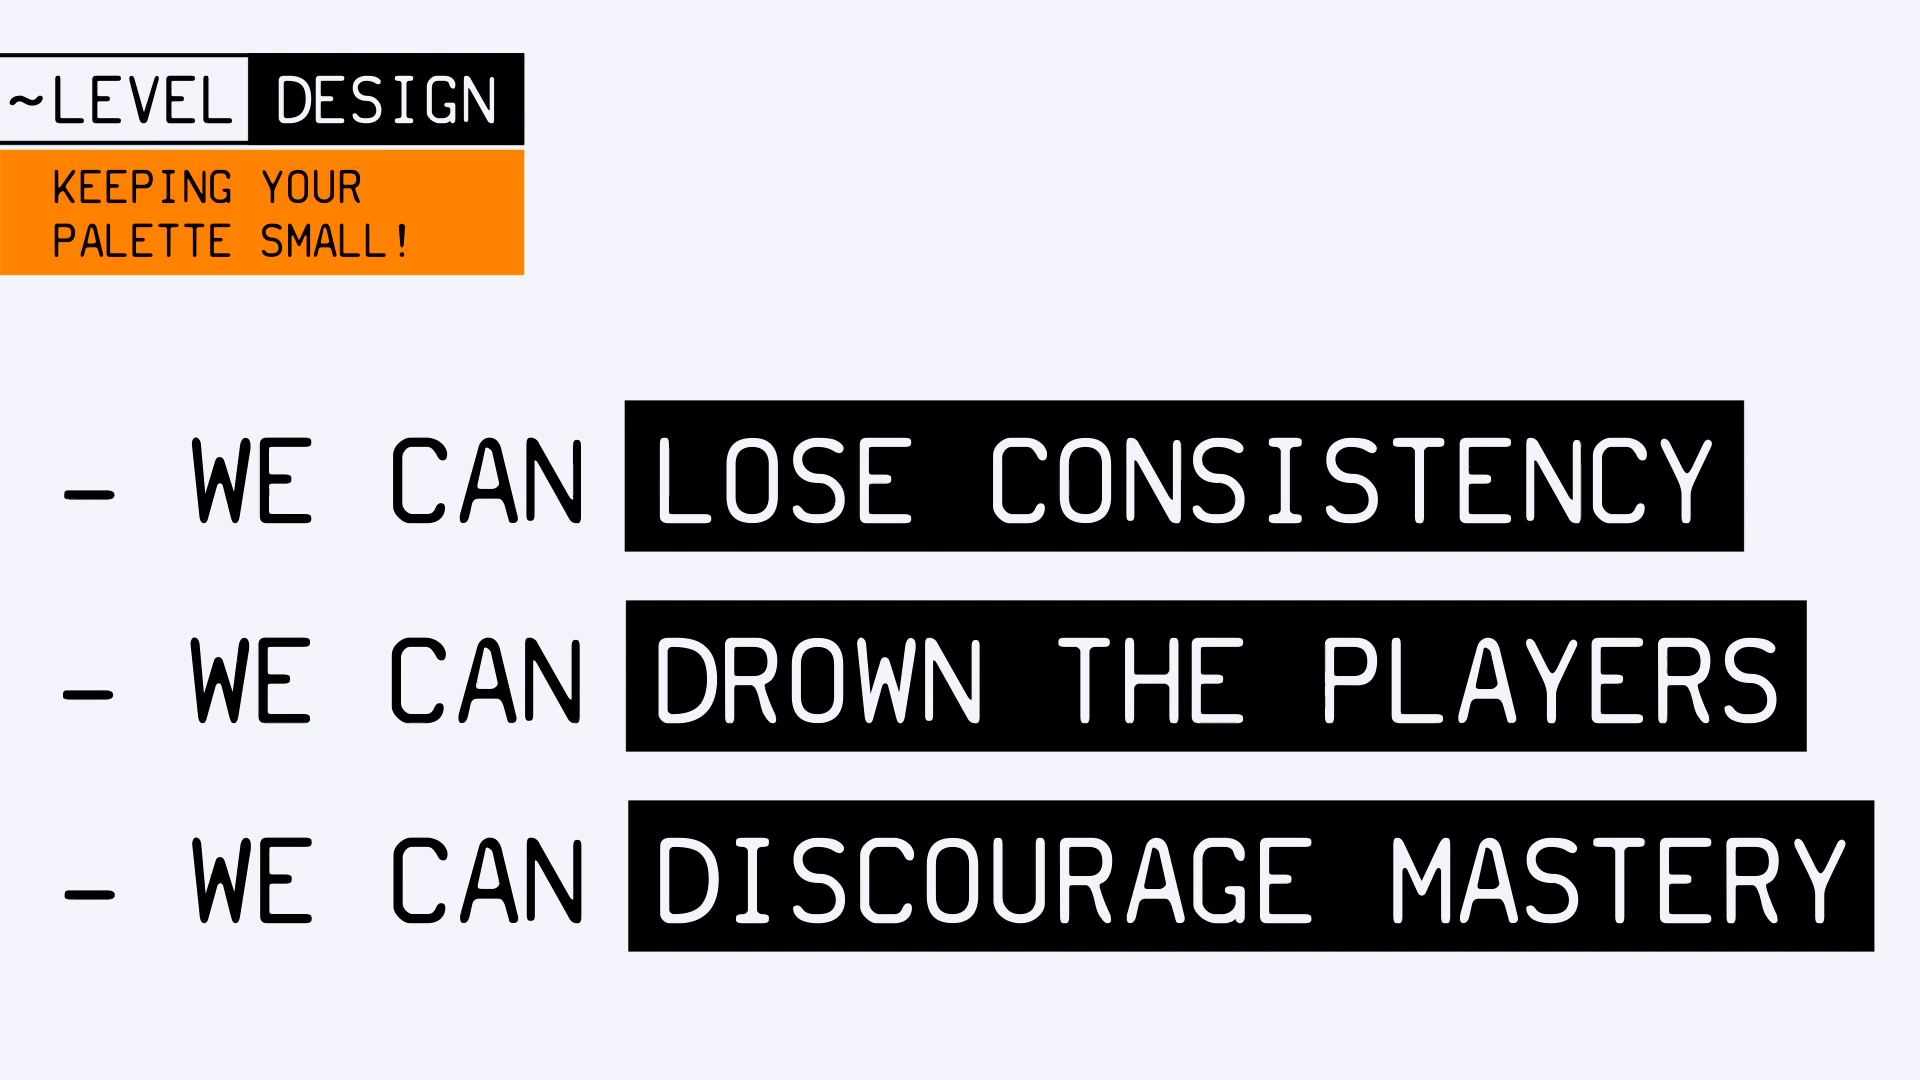 ~LEVEL DESIGN
KEEPING YOUR
PALETTE SMALL!
- WE CAN LOSE CONSISTENCY
- WE CAN DROWN THE PLAYERS
- WE CAN DISCOURAGE MASTERY